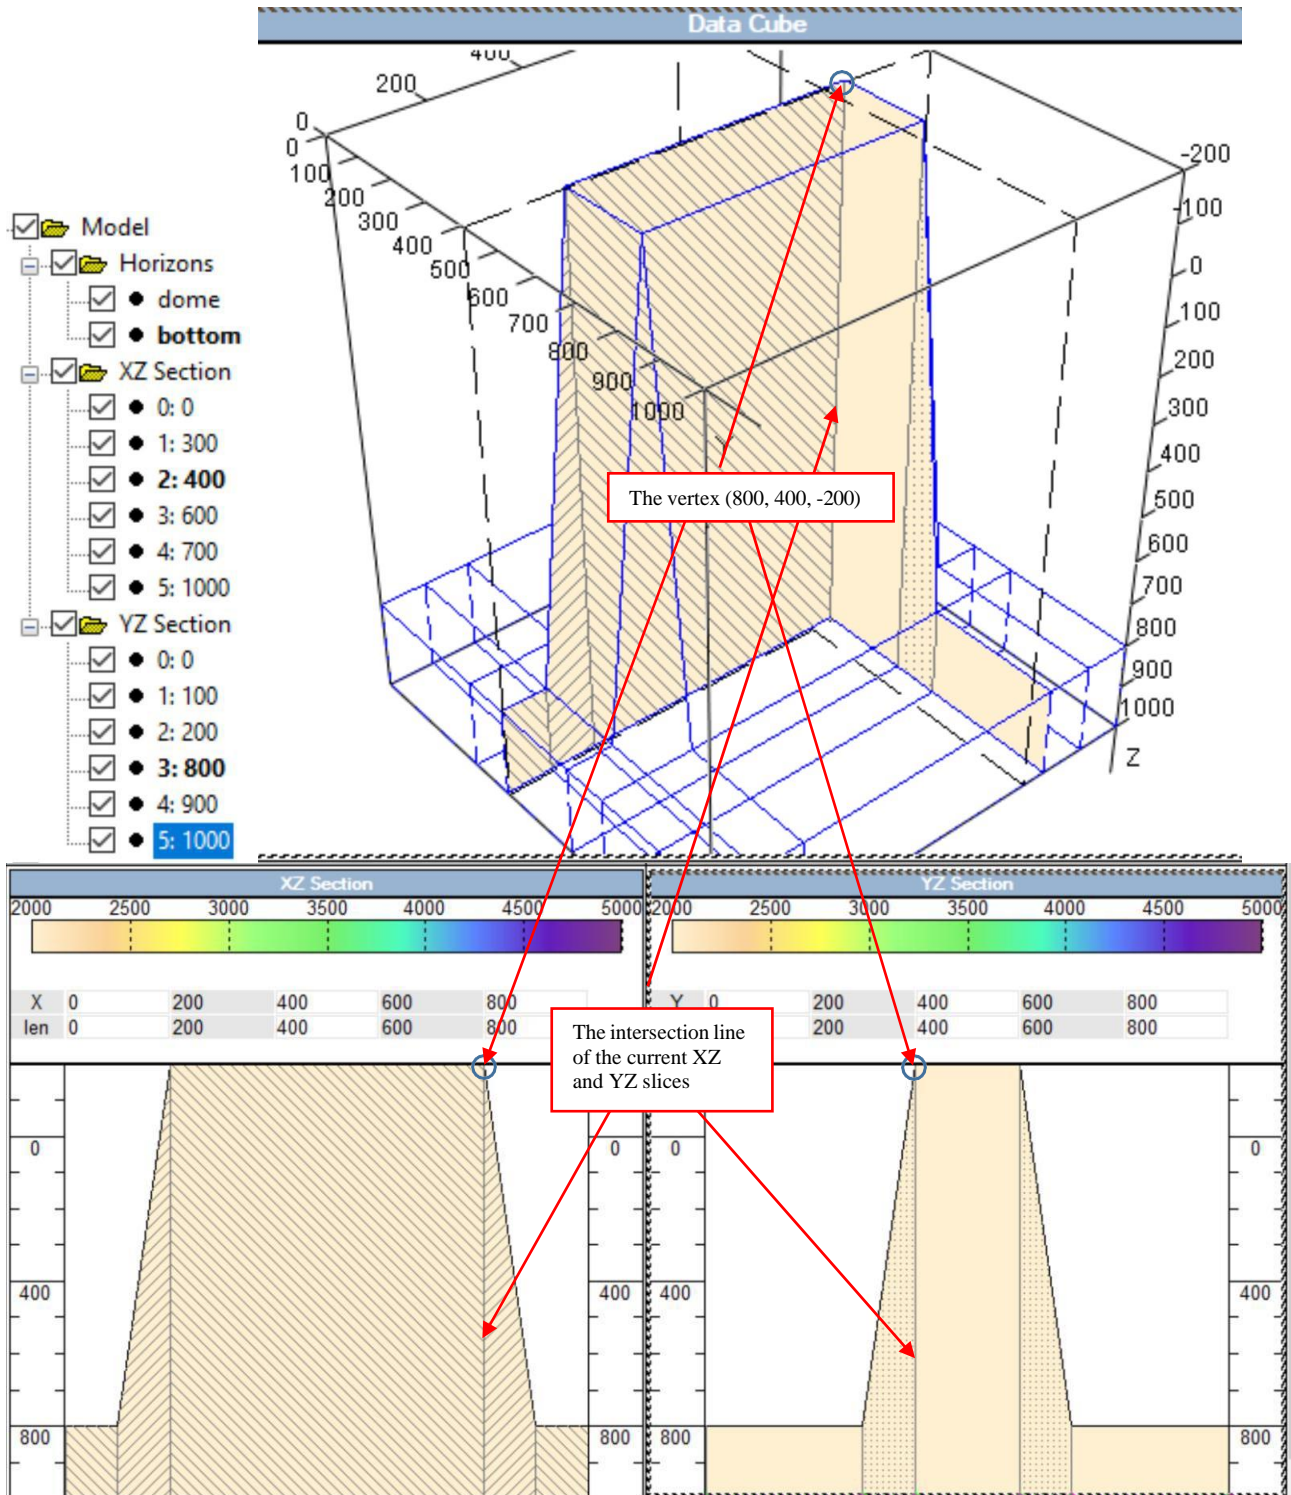 Data Cube
400
200
0
0
100
200
300
400
500
600
700
800
900
1000
-200
-100
0
100
200
300
400
500
600
700
800
900
1000
Z
Model
Horizons
dome
bottom
XZ Section
0: 0
1: 300
2: 400
3: 600
4: 700
5: 1000
YZ Section
0: 0
1: 100
2: 200
3: 800
4: 900
5: 1000
The vertex (800, 400, -200)
XZ Section
2000 2500 3000 3500 4000 4500 5000
X 0 200 400 600 800
len 0 200 400 600 800
0 0
400 400
800 800
YZ Section
2000 2500 3000 3500 4000 4500 5000
Y 0 200 400 600 800
200 400 600 800
0 0
400 400
800 800
The intersection line
of the current XZ
and YZ slices